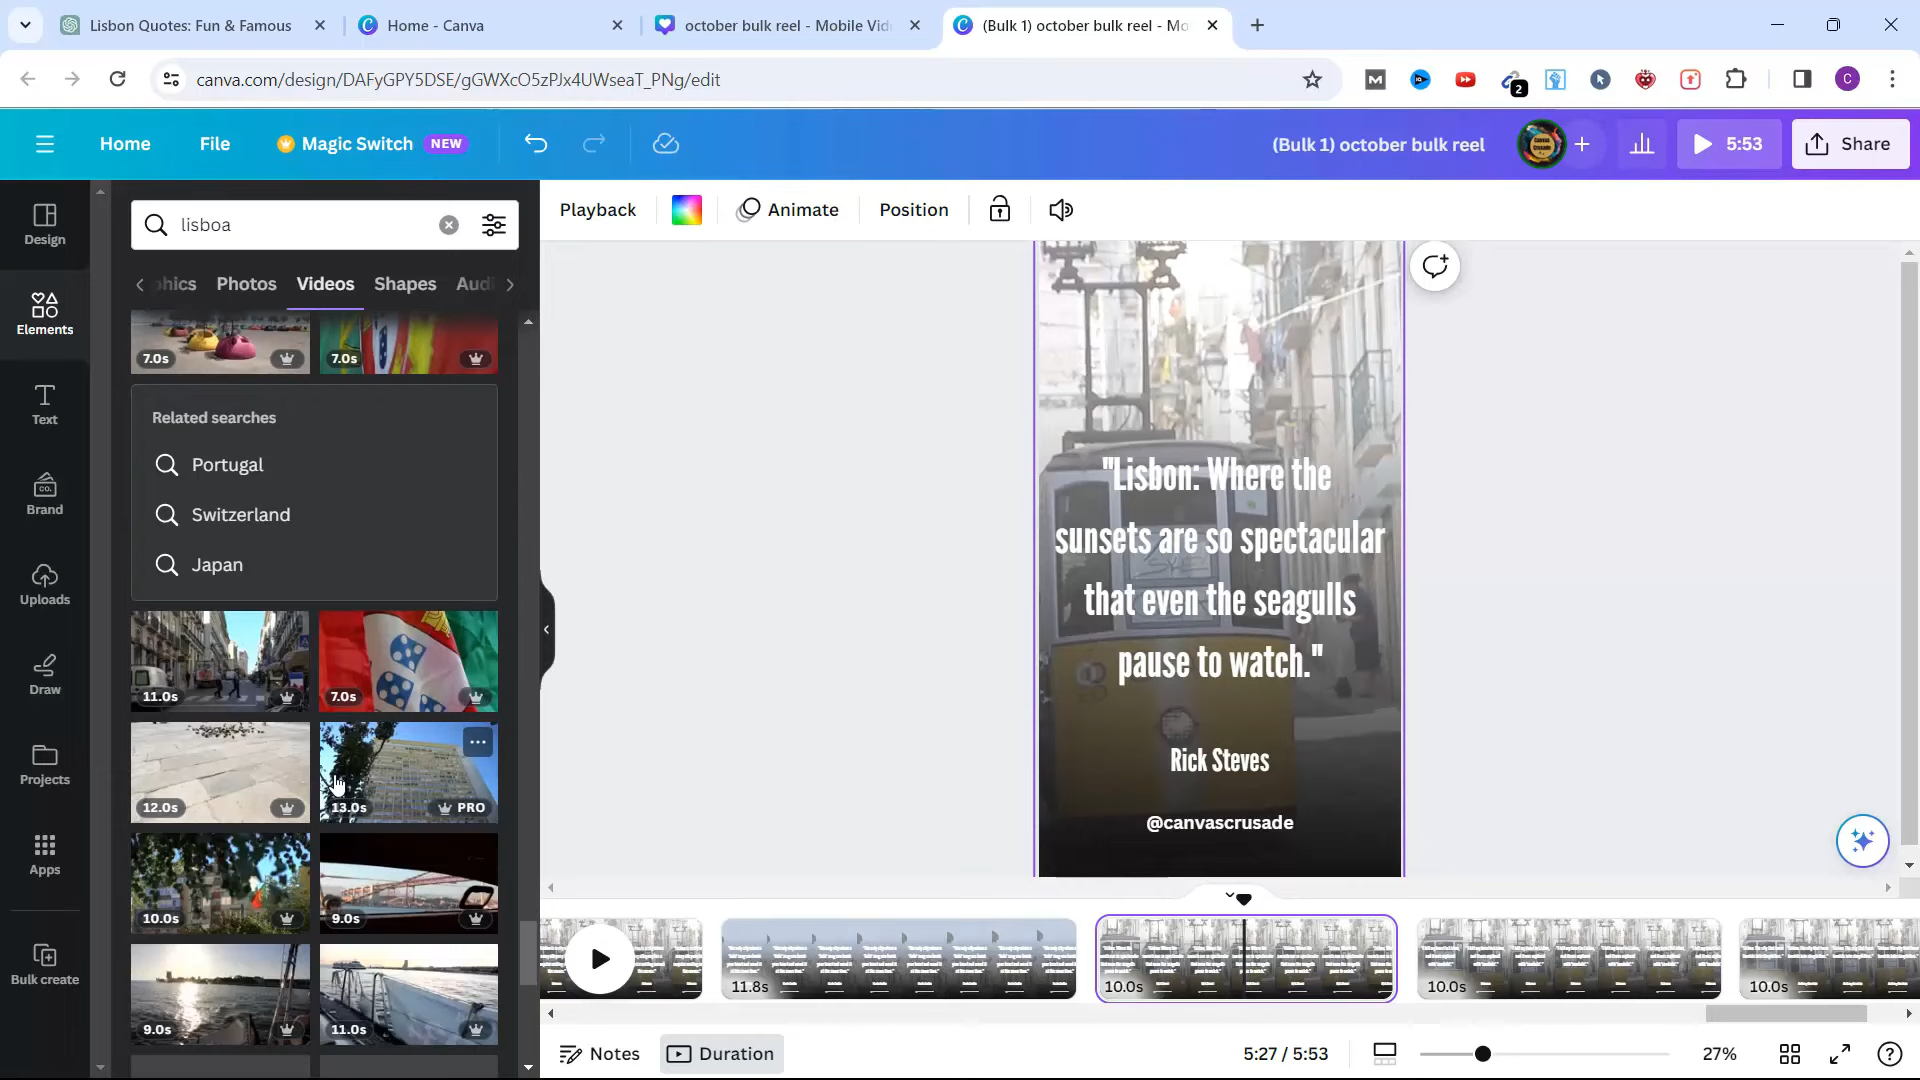 Lisbon Quotes: Fun & Famous
Home - Canva
october bulk reel - Mobile Vid
(Bulk 1) october bulk reel - Mo
canva.com/design/DAFyGPY5DSE/gGWXcO5zPJx4UWseaT_PNg/edit
2
C
Home
File
Magic Switch
NEW
(Bulk 1) october bulk reel
5:53
Share
Design
Elements
Text
Brand
Uploads
Draw
Projects
Apps
Bulk create
lisboa
Photos
Videos
Shapes
7.0s
7.0s
Related searches
Portugal
Switzerland
Japan
11.0s
7.0s
12.0s
13.0s
PRO
10.0s
9.0s
9.0s
11.0s
Playback
Animate
Position
"Lisbon: Where the
sunsets are so spectacular
that even the seagulls
pause to watch."
Rick Steves
@canvascrusade
11.8s
10.0s
10.0s
10.0s
Notes
Duration
5:27 / 5:53
27%